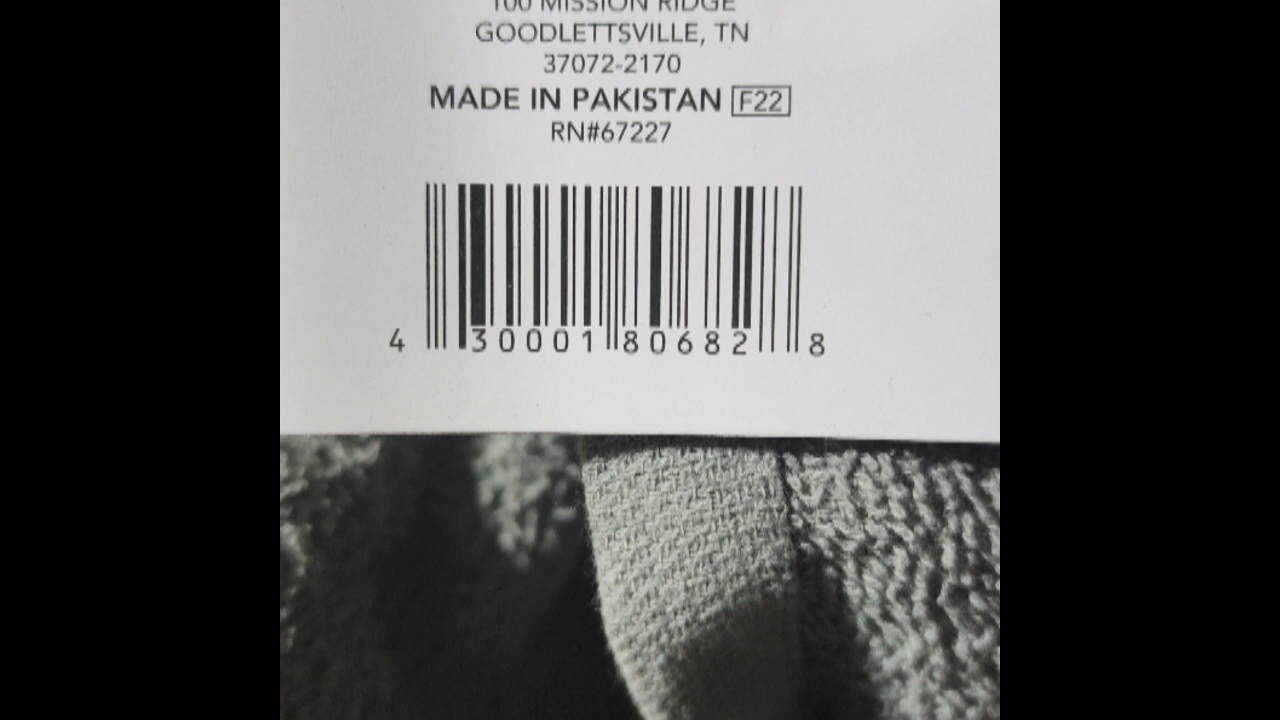 100 MISSION RIDGE
GOODLETTSVILLE, TN
37072-2170
MADE IN PAKISTAN F22
RN#67227
4 30001 80682 8